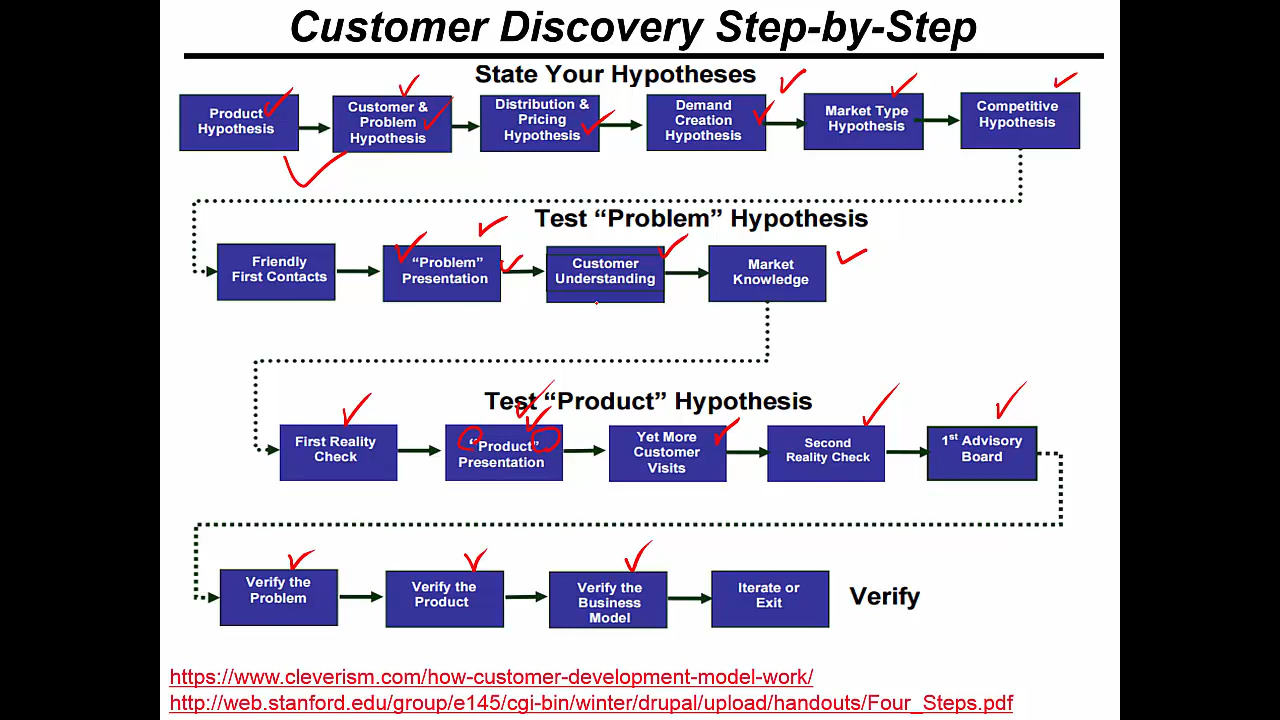 Customer Discovery Step-by-Step
State Your Hypotheses
Product
Hypothesis
Customer &
Problem
Hypothesis
Distribution &
Pricing
Hypothesis
Demand
Creation
Hypothesis
Market Type
Hypothesis
Competitive
Hypothesis
Test “Problem” Hypothesis
Friendly
First Contacts
“Problem”
Presentation
Customer
Understanding
Market
Knowledge
Test “Product” Hypothesis
First Reality
Check
“Product”
Presentation
Yet More
Customer
Visits
Second
Reality Check
1st Advisory
Board
Verify the
Problem
Verify the
Product
Verify the
Business
Model
Iterate or
Exit
Verify
https://www.cleverism.com/how-customer-development-model-work/
http://web.stanford.edu/group/e145/cgi-bin/winter/drupal/upload/handouts/Four_Steps.pdf